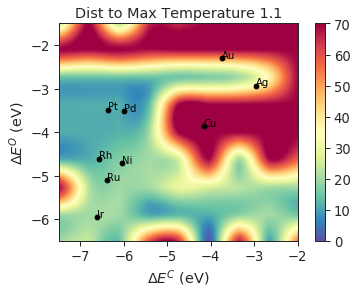 Dist to Max Temperature 1.1
ΔE^O (eV)
−2
−3
−4
−5
−6
Au
Ag
Pt
Pd
Cu
Rh
Ni
Ru
Ir
−7
−6
−5
−4
−3
−2
ΔE^C (eV)
70
60
50
40
30
20
10
0